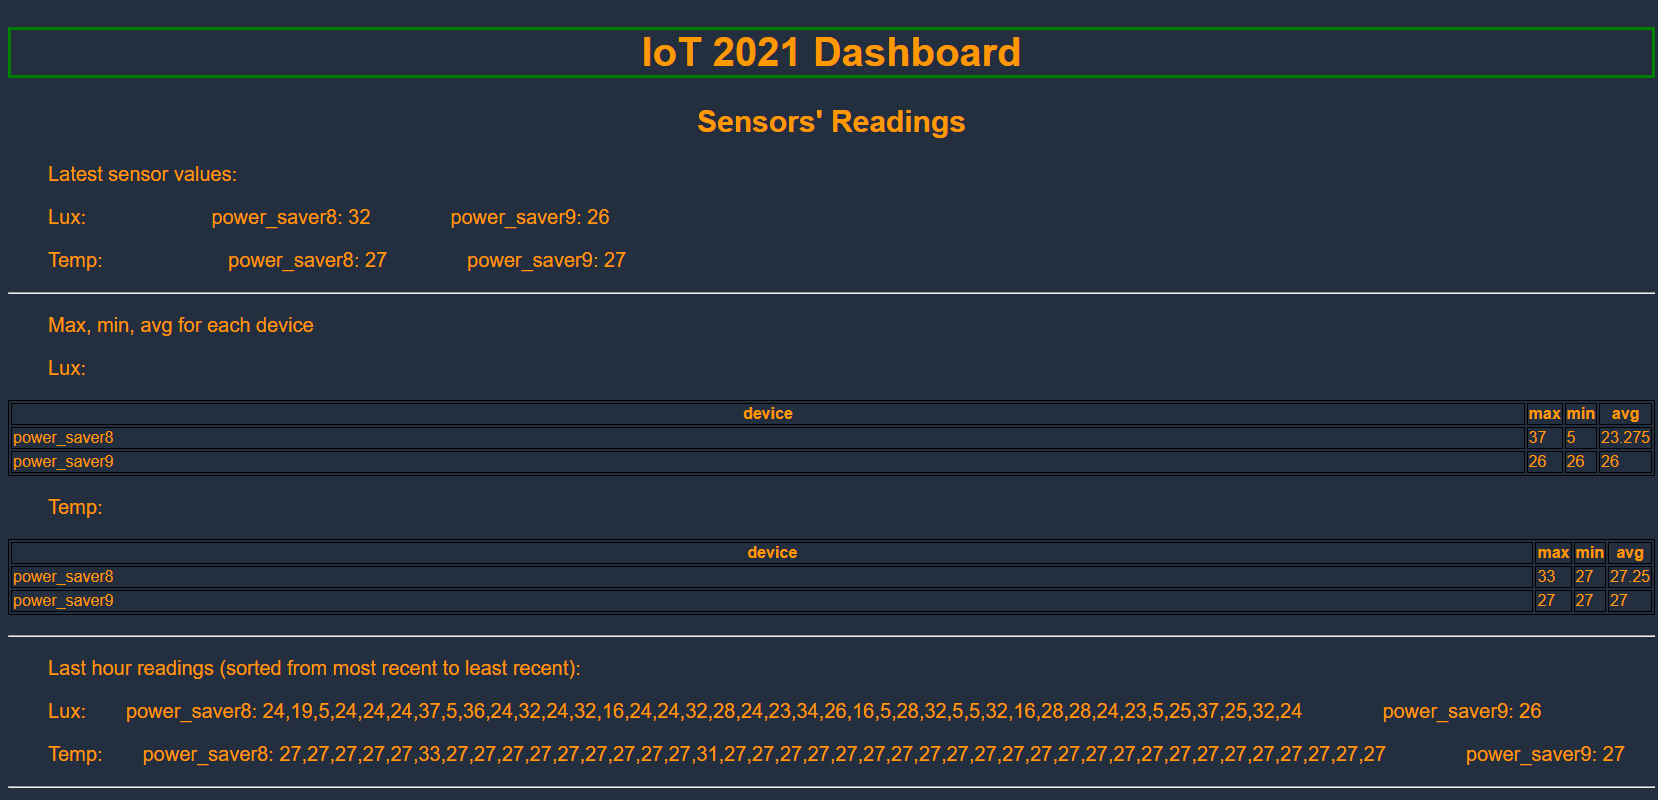 IoT 2021 Dashboard
Sensors' Readings
Latest sensor values:
Lux: power_saver8: 32 power_saver9: 26
Temp: power_saver8: 27 power_saver9: 27
Max, min, avg for each device
Lux:
device max min avg
power_saver8 37 5 23.275
power_saver9 26 26 26
Temp:
device max min avg
power_saver8 33 27 27.25
power_saver9 27 27 27
Last hour readings (sorted from most recent to least recent):
Lux: power_saver8: 24,19,5,24,24,24,37,5,36,24,32,24,32,16,24,24,32,28,24,23,34,26,16,5,28,32,5,5,32,16,28,28,24,23,5,25,37,25,32,24 power_saver9: 26
Temp: power_saver8: 27,27,27,27,27,33,27,27,27,27,27,27,27,27,27,31,27,27,27,27,27,27,27,27,27,27,27,27,27,27,27,27,27,27,27,27,27,27,27,27 power_saver9: 27